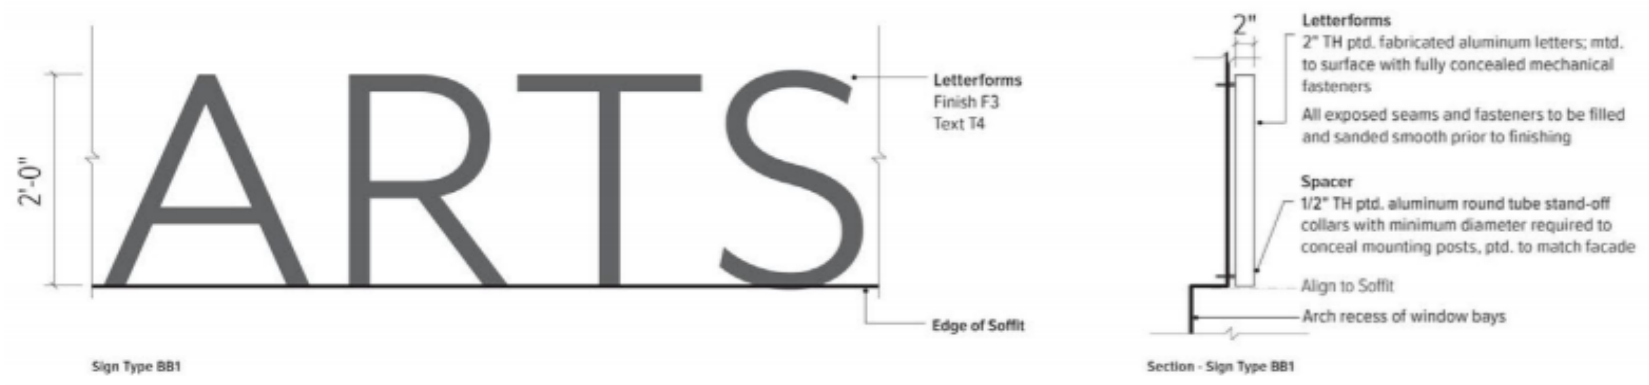 2'-0"
ARTS
Letterforms
Finish F3
Text T4
Edge of Soffit
Sign Type BB1
2"
Letterforms
2" TH ptd. fabricated aluminum letters; mtd.
to surface with fully concealed mechanical
fasteners
All exposed seams and fasteners to be filled
and sanded smooth prior to finishing
Spacer
1/2" TH ptd. aluminum round tube stand-off
collars with minimum diameter required to
conceal mounting posts, ptd. to match facade
Align to Soffit
Arch recess of window bays
Section - Sign Type BB1